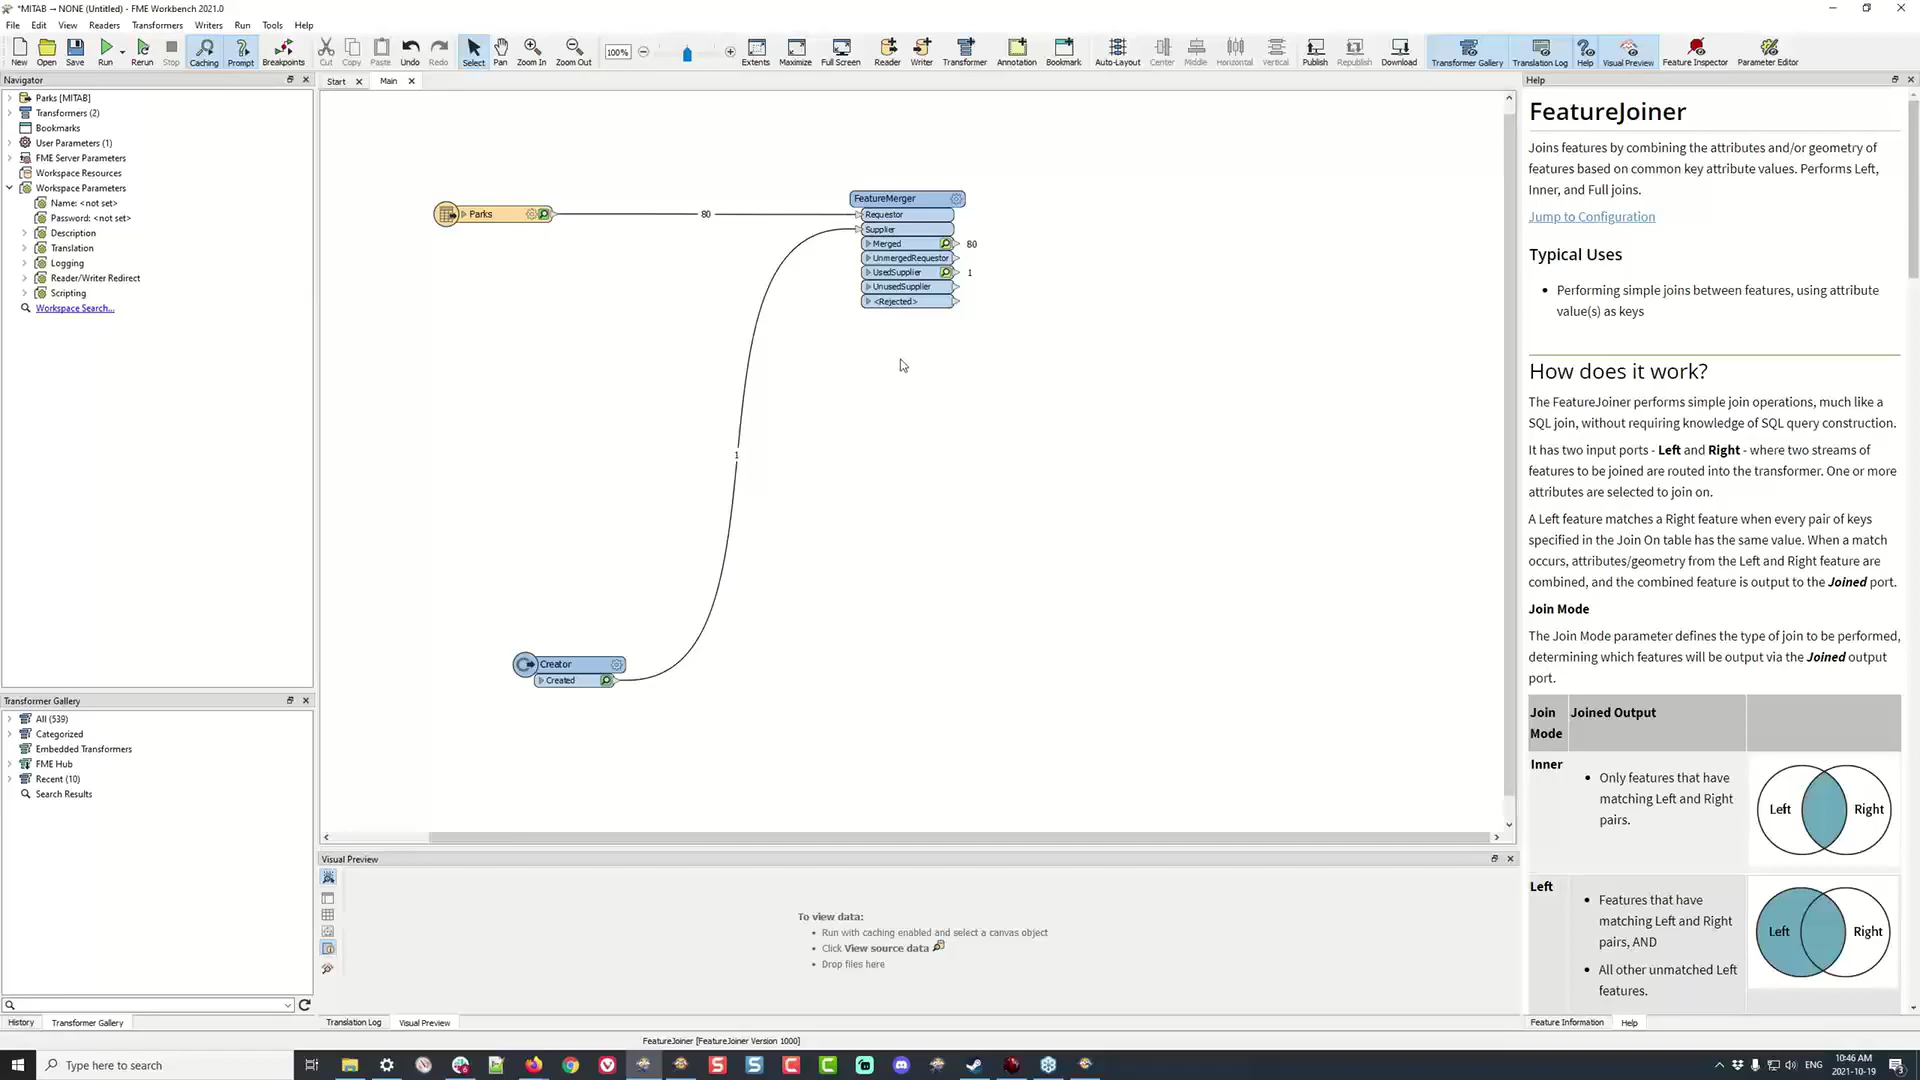 *MITAB → NONE (Untitled) - FME Workbench 2021.0
File Edit View Readers Transformers Writers Run Tools Help
New Open Save Run Rerun Stop Caching Prompt Breakpoints Cut Copy Paste Undo Redo Select Pan Zoom In Zoom Out 100% Extents Maximize Full Screen Reader Writer Transformer Annotation Bookmark Auto-Layout Center Middle Horizontal Vertical Publish Republish Download Transformer Gallery Translation Log Help Visual Preview Feature Inspector Parameter Editor
Navigator
Parks [MITAB]
Transformers (2)
Bookmarks
User Parameters (1)
FME Server Parameters
Workspace Resources
Workspace Parameters
Name: <not set>
Password: <not set>
Description
Translation
Logging
Reader/Writer Redirect
Scripting
Workspace Search...
Transformer Gallery
All (539)
Categorized
Embedded Transformers
FME Hub
Recent (10)
Search Results
History Transformer Gallery
Start Main
Parks
80
FeatureMerger
Requestor
Supplier
Merged 80
UnmergedRequestor
UsedSupplier 1
UnusedSupplier
<Rejected>
1
Creator
Created
Visual Preview
To view data:
• Run with caching enabled and select a canvas object
• Click View source data
• Drop files here
Translation Log Visual Preview
FeatureJoiner [FeatureJoiner Version 1000]
Help
FeatureJoiner
Joins features by combining the attributes and/or geometry of
features based on common key attribute values. Performs Left,
Inner, and Full joins.
Jump to Configuration
Typical Uses
• Performing simple joins between features, using attribute
value(s) as keys
How does it work?
The FeatureJoiner performs simple join operations, much like a
SQL join, without requiring knowledge of SQL query construction.
It has two input ports - Left and Right - where two streams of
features to be joined are routed into the transformer. One or more
attributes are selected to join on.
A Left feature matches a Right feature when every pair of keys
specified in the Join On table has the same value. When a match
occurs, attributes/geometry from the Left and Right feature are
combined, and the combined feature is output to the Joined port.
Join Mode
The Join Mode parameter defines the type of join to be performed,
determining which features will be output via the Joined output
port.
Join Joined Output
Mode
Inner
• Only features that have
matching Left and Right
pairs.
Left Right
Left
• Features that have
matching Left and Right
pairs, AND
• All other unmatched Left
features.
Left Right
Feature Information Help
Type here to search
ENG
10:46 AM
2021-10-19